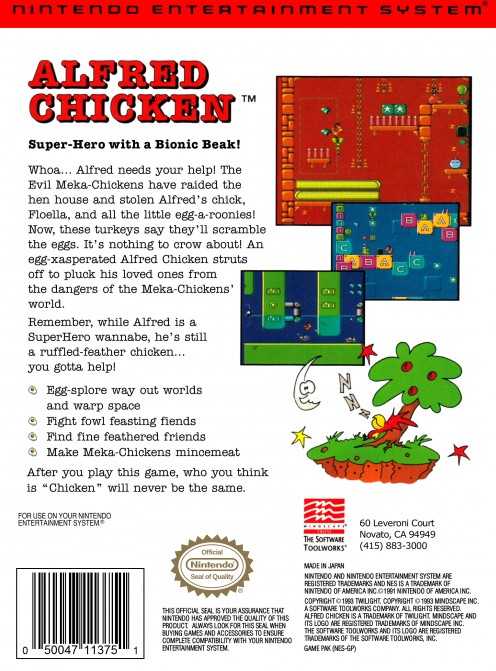 NINTENDO ENTERTAINMENT SYSTEM®
ALFRED
CHICKEN™
Super-Hero with a Bionic Beak!
Whoa... Alfred needs your help! The
Evil Meka-Chickens have raided the
hen house and stolen Alfred's chick,
Floella, and all the little egg-a-roonies!
Now, these turkeys say they'll scramble
the eggs. It's nothing to crow about! An
egg-xasperated Alfred Chicken struts
off to pluck his loved ones from
the dangers of the Meka-Chickens'
world.
Remember, while Alfred is a
SuperHero wannabe, he's still
a ruffled-feather chicken...
you gotta help!
Egg-splore way out worlds
and warp space
Fight fowl feasting fiends
Find fine feathered friends
Make Meka-Chickens mincemeat
After you play this game, who you think
is “Chicken” will never be the same.
B A
A B
C B A C
A C
N
N
N
Z
FOR USE ON YOUR NINTENDO
ENTERTAINMENT SYSTEM®
Official
Nintendo®
Seal of Quality
0 50047 11375 1
THIS OFFICIAL SEAL IS YOUR ASSURANCE THAT
NINTENDO HAS APPROVED THE QUALITY OF THIS
PRODUCT. ALWAYS LOOK FOR THIS SEAL WHEN
BUYING GAMES AND ACCESSORIES TO ENSURE
COMPLETE COMPATIBILITY WITH YOUR NINTENDO
ENTERTAINMENT SYSTEM.
MINDSCAPE
THE SOFTWARE
TOOLWORKS®
60 Leveroni Court
Novato, CA 94949
(415) 883-3000
MADE IN JAPAN
NINTENDO AND NINTENDO ENTERTAINMENT SYSTEM ARE
REGISTERED TRADEMARKS AND NES IS A TRADEMARK OF
NINTENDO OF AMERICA INC.©1991 NINTENDO OF AMERICA INC.
COPYRIGHT © 1993 TWILIGHT. COPYRIGHT © 1993 MINDSCAPE INC.
A SOFTWARE TOOLWORKS COMPANY. ALL RIGHTS RESERVED.
ALFRED CHICKEN IS A TRADEMARK OF TWILIGHT. MINDSCAPE AND
ITS LOGO ARE REGISTERED TRADEMARKS OF MINDSCAPE INC.
THE SOFTWARE TOOLWORKS AND ITS LOGO ARE REGISTERED
TRADEMARKS OF THE SOFTWARE TOOLWORKS, INC.
GAME PAK (NES-GP)